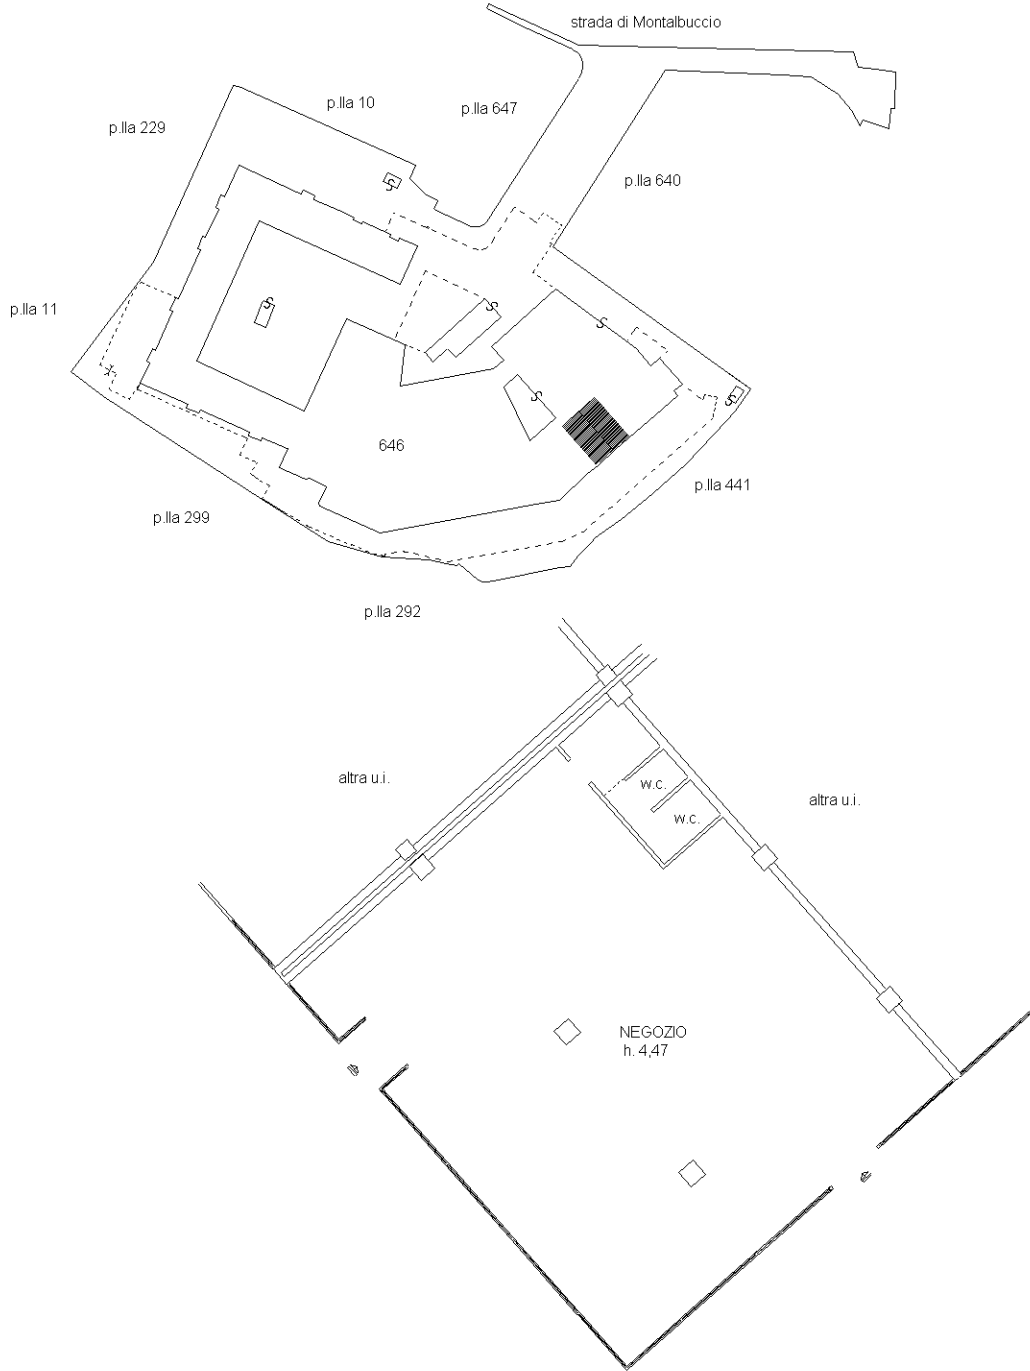 strada di Montalbuccio
p.lla 10
p.lla 647
p.lla 229
p.lla 640
p.lla 11
646
p.lla 441
p.lla 299
p.lla 292
altra u.i.
w.c.
altra u.i.
w.c.
NEGOZIO
h. 4,47